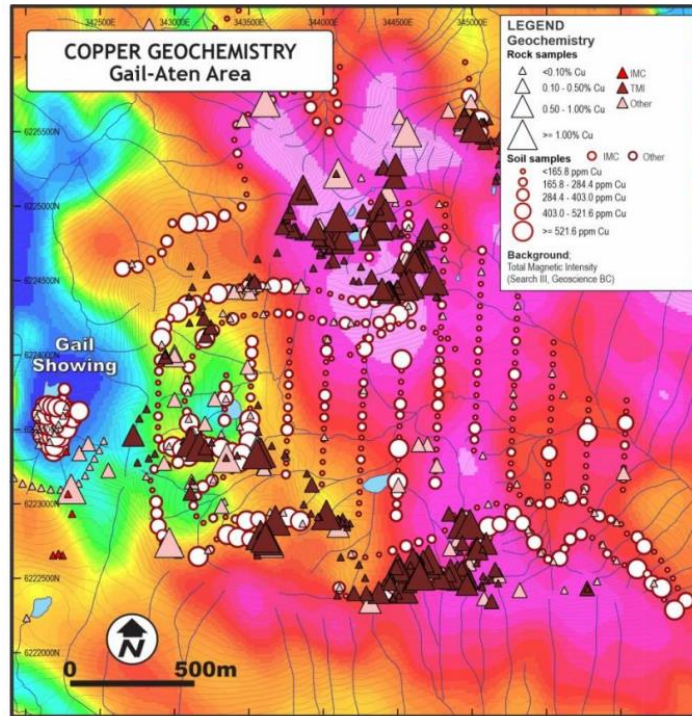 342500E 343000E 343500E 344000E 344500E 345000E
COPPER GEOCHEMISTRY
Gail-Aten Area
LEGEND
Geochemistry
Rock samples
<0.10% Cu
0.10 - 0.50% Cu
0.50 - 1.00% Cu
>= 1.00% Cu
IMC
TMI
Other
Soil samples
IMC
Other
<165.8 ppm Cu
165.8 - 284.4 ppm Cu
284.4 - 403.0 ppm Cu
403.0 - 521.6 ppm Cu
>= 521.6 ppm Cu
Background:
Total Magnetic Intensity
(Search III, Geoscience BC)
6225500N
6225000N
6224500N
6224000N
Gail
Showing
6223000N
6222500N
6222000N
N
0 500m